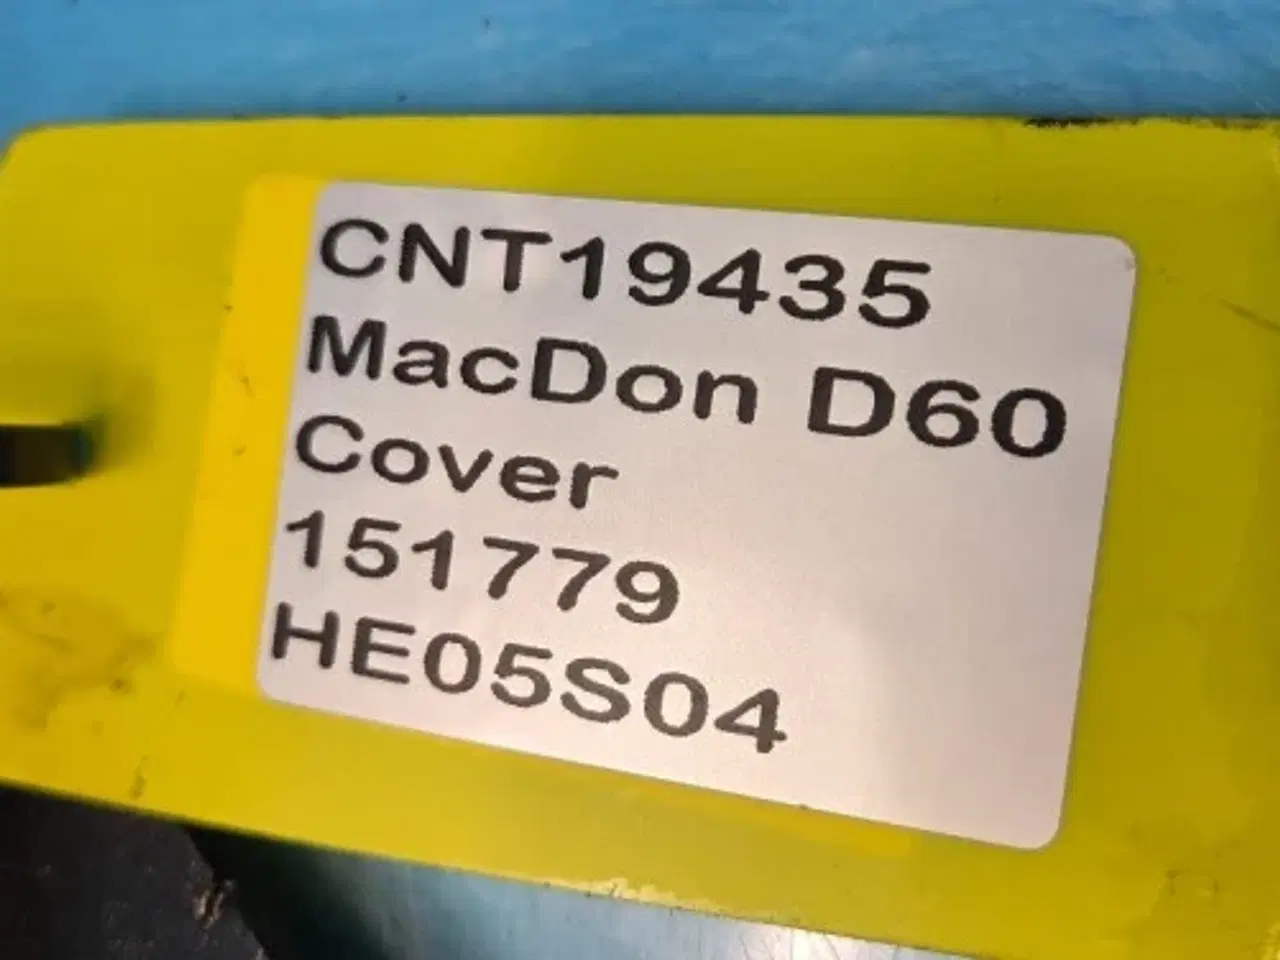 CNT19435
MacDon D60
Cover
151779
HE05S04